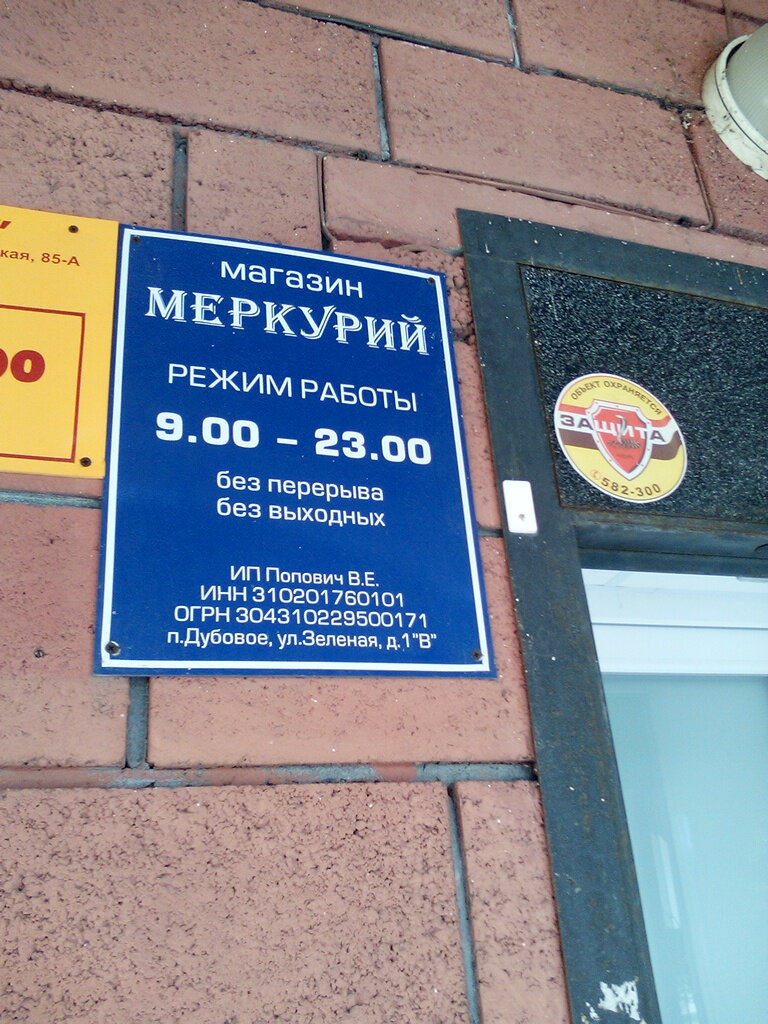 кая, 85-А
00
магазин
МЕРКУРИЙ
РЕЖИМ РАБОТЫ
9.00 – 23.00
без перерыва
без выходных
ИП Попович В.Е.
ИНН 310201760101
ОГРН 304310229500171
п.Дубовое, ул.Зеленая, д.1"В"
ОБЪЕКТ ОХРАНЯЕТСЯ
ЗАЩИТА
582-300